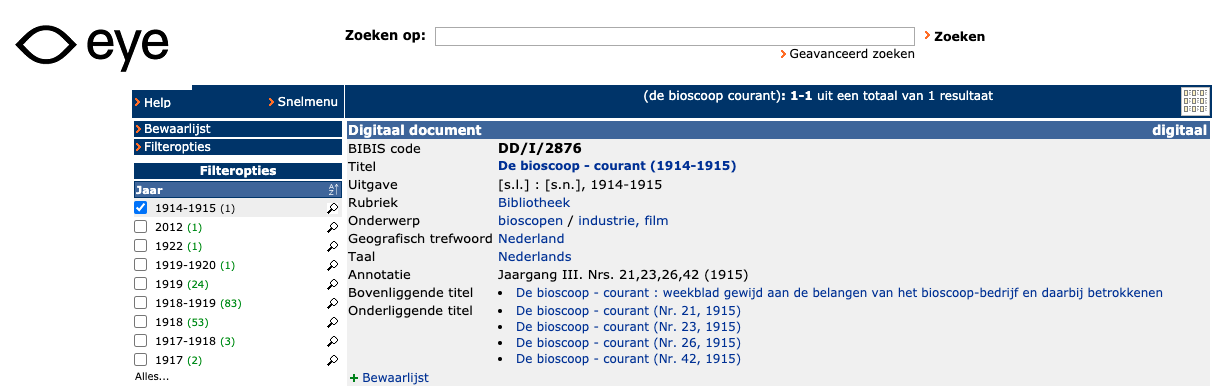 eye
Zoeken op:
Zoeken
Geavanceerd zoeken
Help
Snelmenu
(de bioscoop courant): 1-1 uit een totaal van 1 resultaat
Bewaarlijst
Filteropties
Filteropties
Jaar
1914-1915 (1)
2012 (1)
1922 (1)
1919-1920 (1)
1919 (24)
1918-1919 (83)
1918 (53)
1917-1918 (3)
1917 (2)
Alles...
Digitaal document digitaal
BIBIS code DD/I/2876
Titel De bioscoop - courant (1914-1915)
Uitgave [s.l.] : [s.n.], 1914-1915
Rubriek Bibliotheek
Onderwerp bioscopen / industrie, film
Geografisch trefwoord Nederland
Taal Nederlands
Annotatie Jaargang III. Nrs. 21,23,26,42 (1915)
Bovenliggende titel • De bioscoop - courant : weekblad gewijd aan de belangen van het bioscoop-bedrijf en daarbij betrokkenen
Onderliggende titel • De bioscoop - courant (Nr. 21, 1915)
• De bioscoop - courant (Nr. 23, 1915)
• De bioscoop - courant (Nr. 26, 1915)
• De bioscoop - courant (Nr. 42, 1915)
+ Bewaarlijst